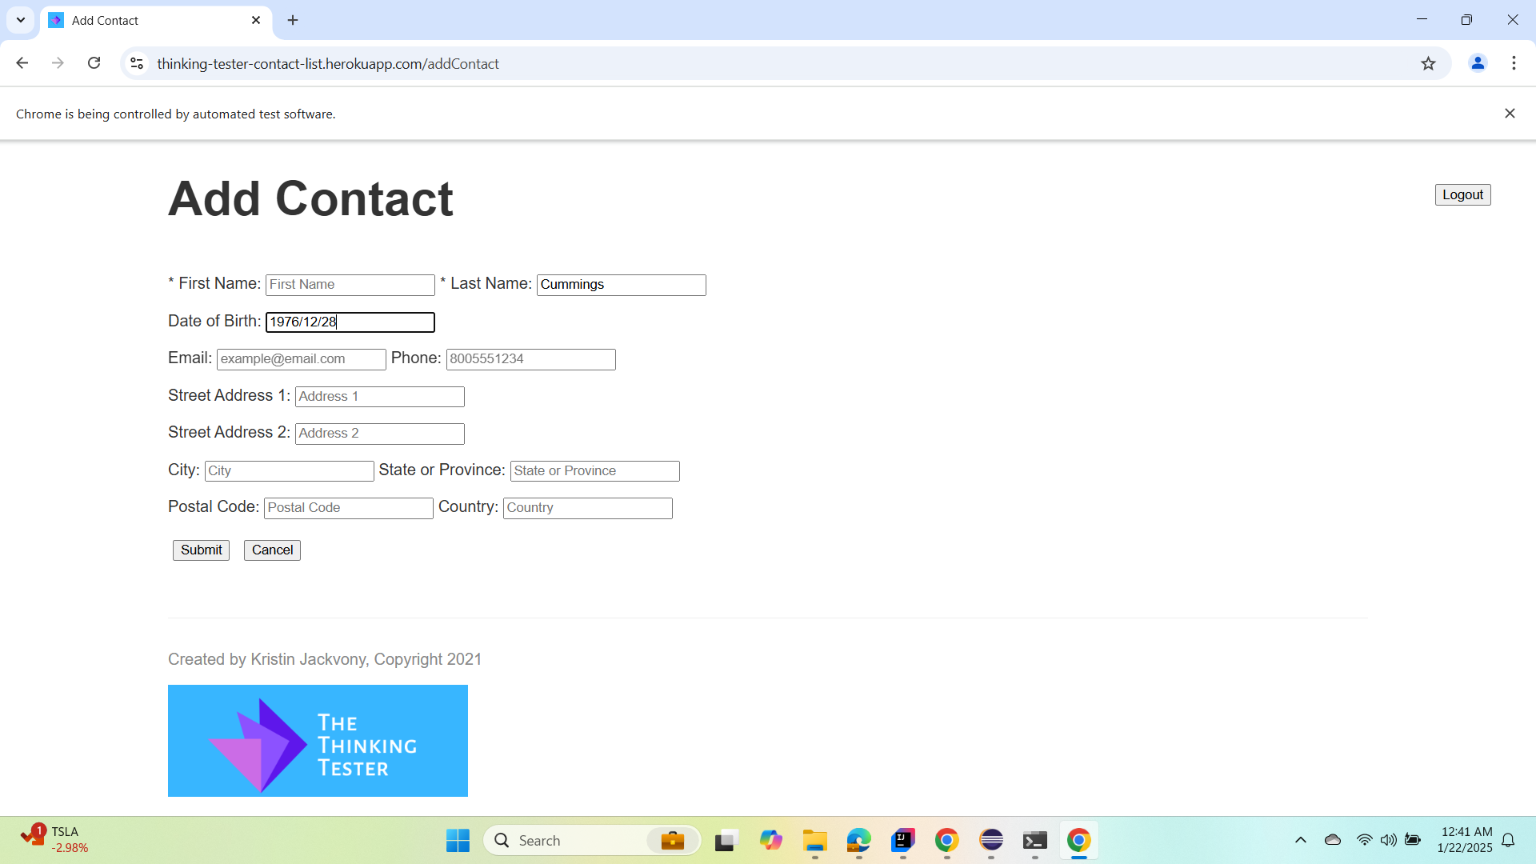 Add Contact
thinking-tester-contact-list.herokuapp.com/addContact
Chrome is being controlled by automated test software.
Add Contact
Logout
* First Name: First Name * Last Name: Cummings
Date of Birth: 1976/12/28
Email: example@email.com Phone: 8005551234
Street Address 1: Address 1
Street Address 2: Address 2
City: City State or Province: State or Province
Postal Code: Postal Code Country: Country
Submit Cancel
Created by Kristin Jackvony, Copyright 2021
THE
THINKING
TESTER
1 TSLA
-2.98%
Search
12:41 AM
1/22/2025